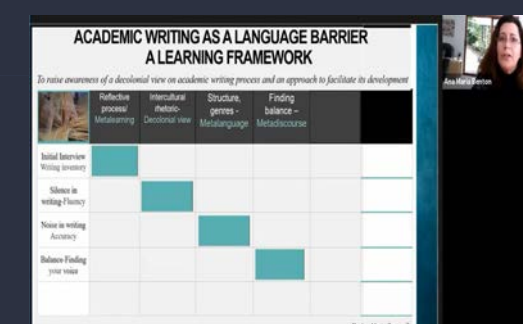 ACADEMIC WRITING AS A LANGUAGE BARRIER
A LEARNING FRAMEWORK
To raise awareness of a decolonial view on academic writing process and an approach to facilitate its development
Reflective process/ Metalearning
Intercultural rhetoric- Decolonial view
Structure, genres - Metalanguage
Finding balance – Metadiscourse
Initial Interview
Writing inventory
Silence in
writing-Fluency
Noise in writing
Accuracy
Balance-Finding
your voice
Ana Maria Benton